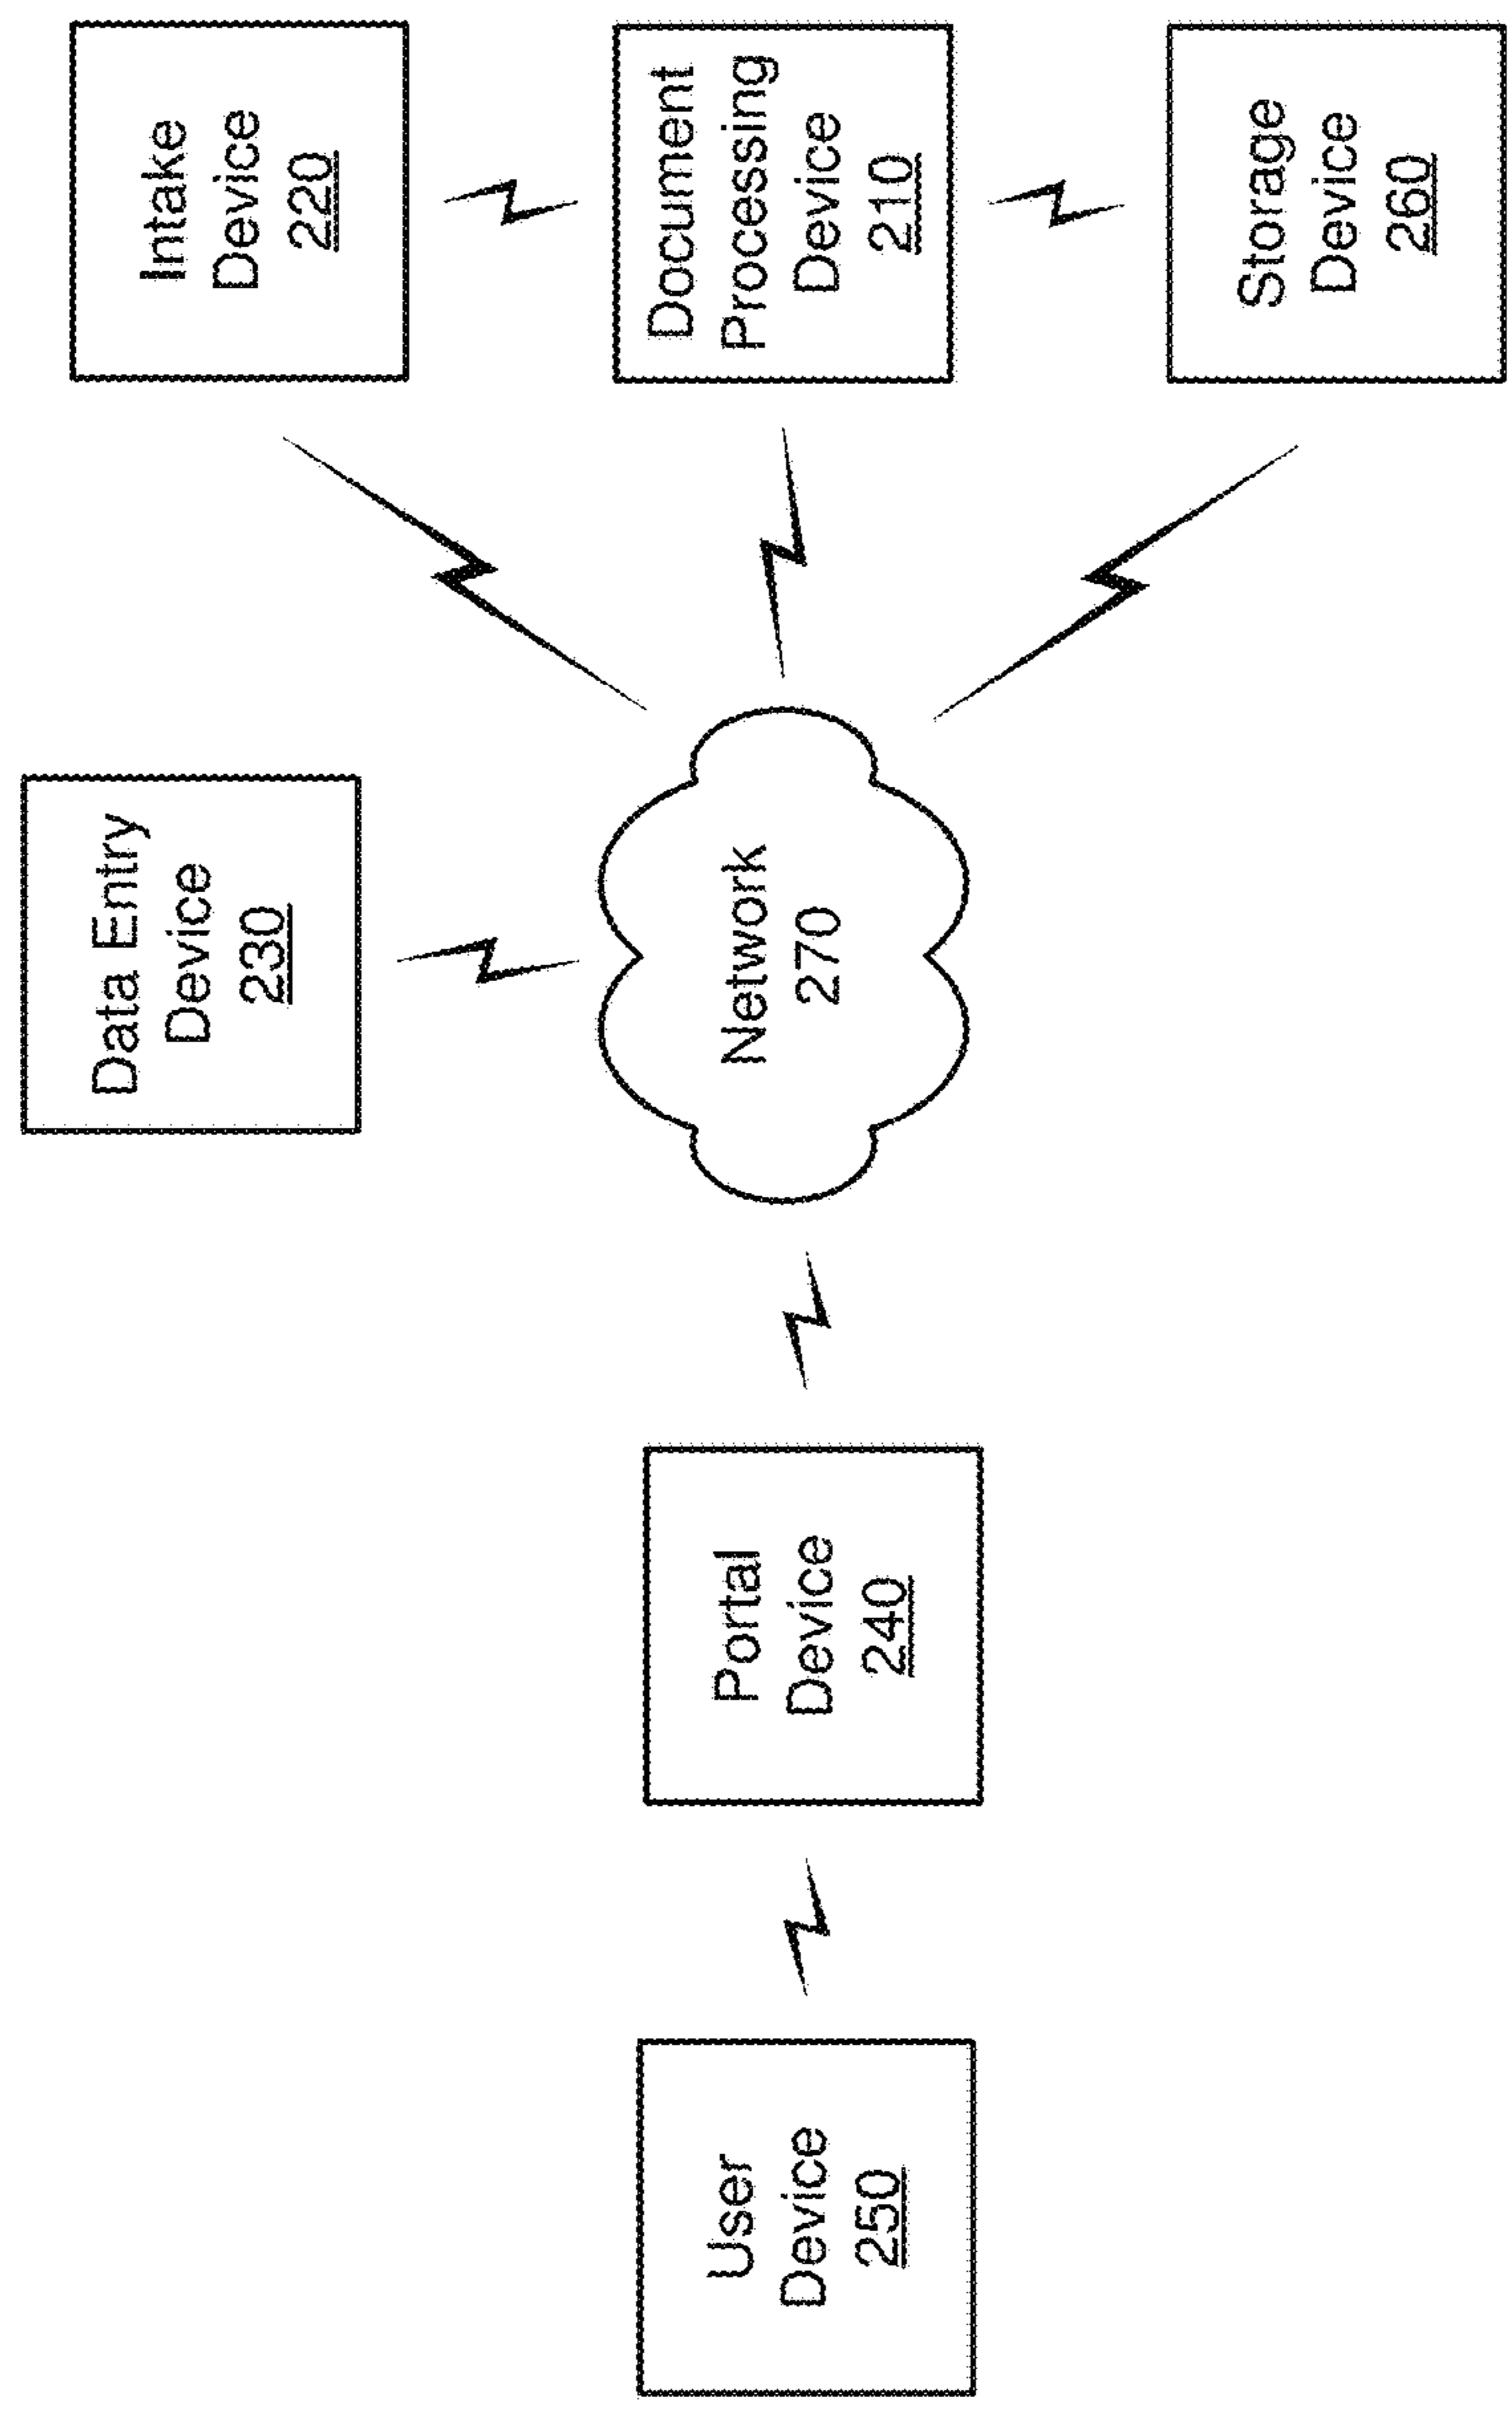 Data Entry
Device
230
Intake
Device
220
User
Device
250
Portal
Device
240
Network
270
Document
Processing
Device
210
Storage
Device
260